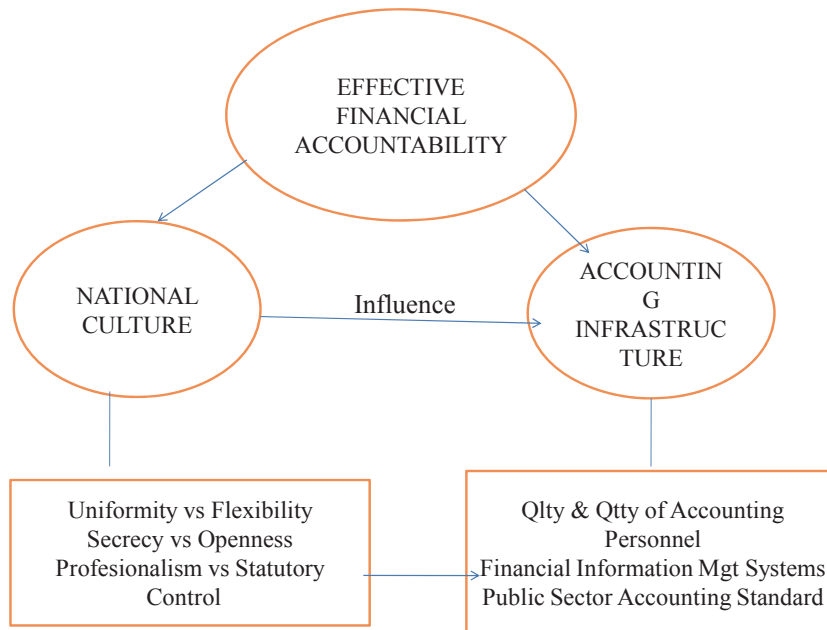 EFFECTIVE
FINANCIAL
ACCOUNTABILITY
NATIONAL
CULTURE
Influence
ACCOUNTIN
G
INFRASTRUC
TURE
Uniformity vs Flexibility
Secrecy vs Openness
Profesionalism vs Statutory
Control
Qlty & Qtty of Accounting
Personnel
Financial Information Mgt Systems
Public Sector Accounting Standard